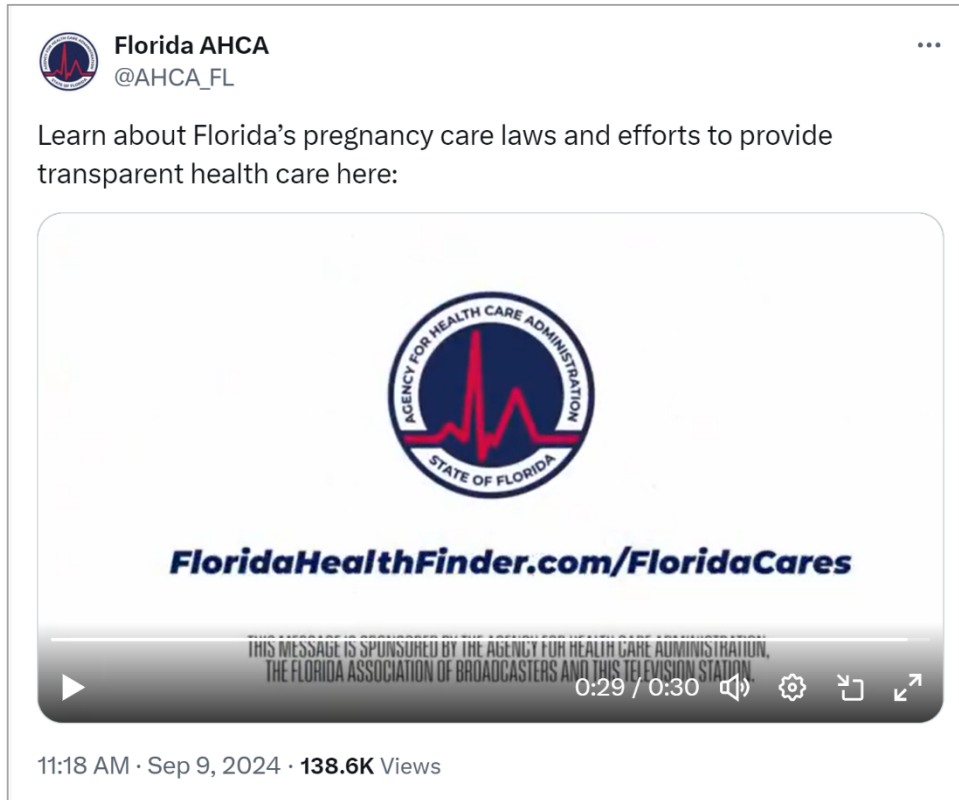 Florida AHCA
@AHCA_FL
Learn about Florida’s pregnancy care laws and efforts to provide
transparent health care here:
AGENCY FOR HEALTH CARE ADMINISTRATION
STATE OF FLORIDA
FloridaHealthFinder.com/FloridaCares
THIS MESSAGE IS SPONSORED BY THE AGENCY FOR HEALTH CARE ADMINISTRATION,
THE FLORIDA ASSOCIATION OF BROADCASTERS AND THIS TELEVISION STATION.
0:29 / 0:30
11:18 AM · Sep 9, 2024 · 138.6K Views